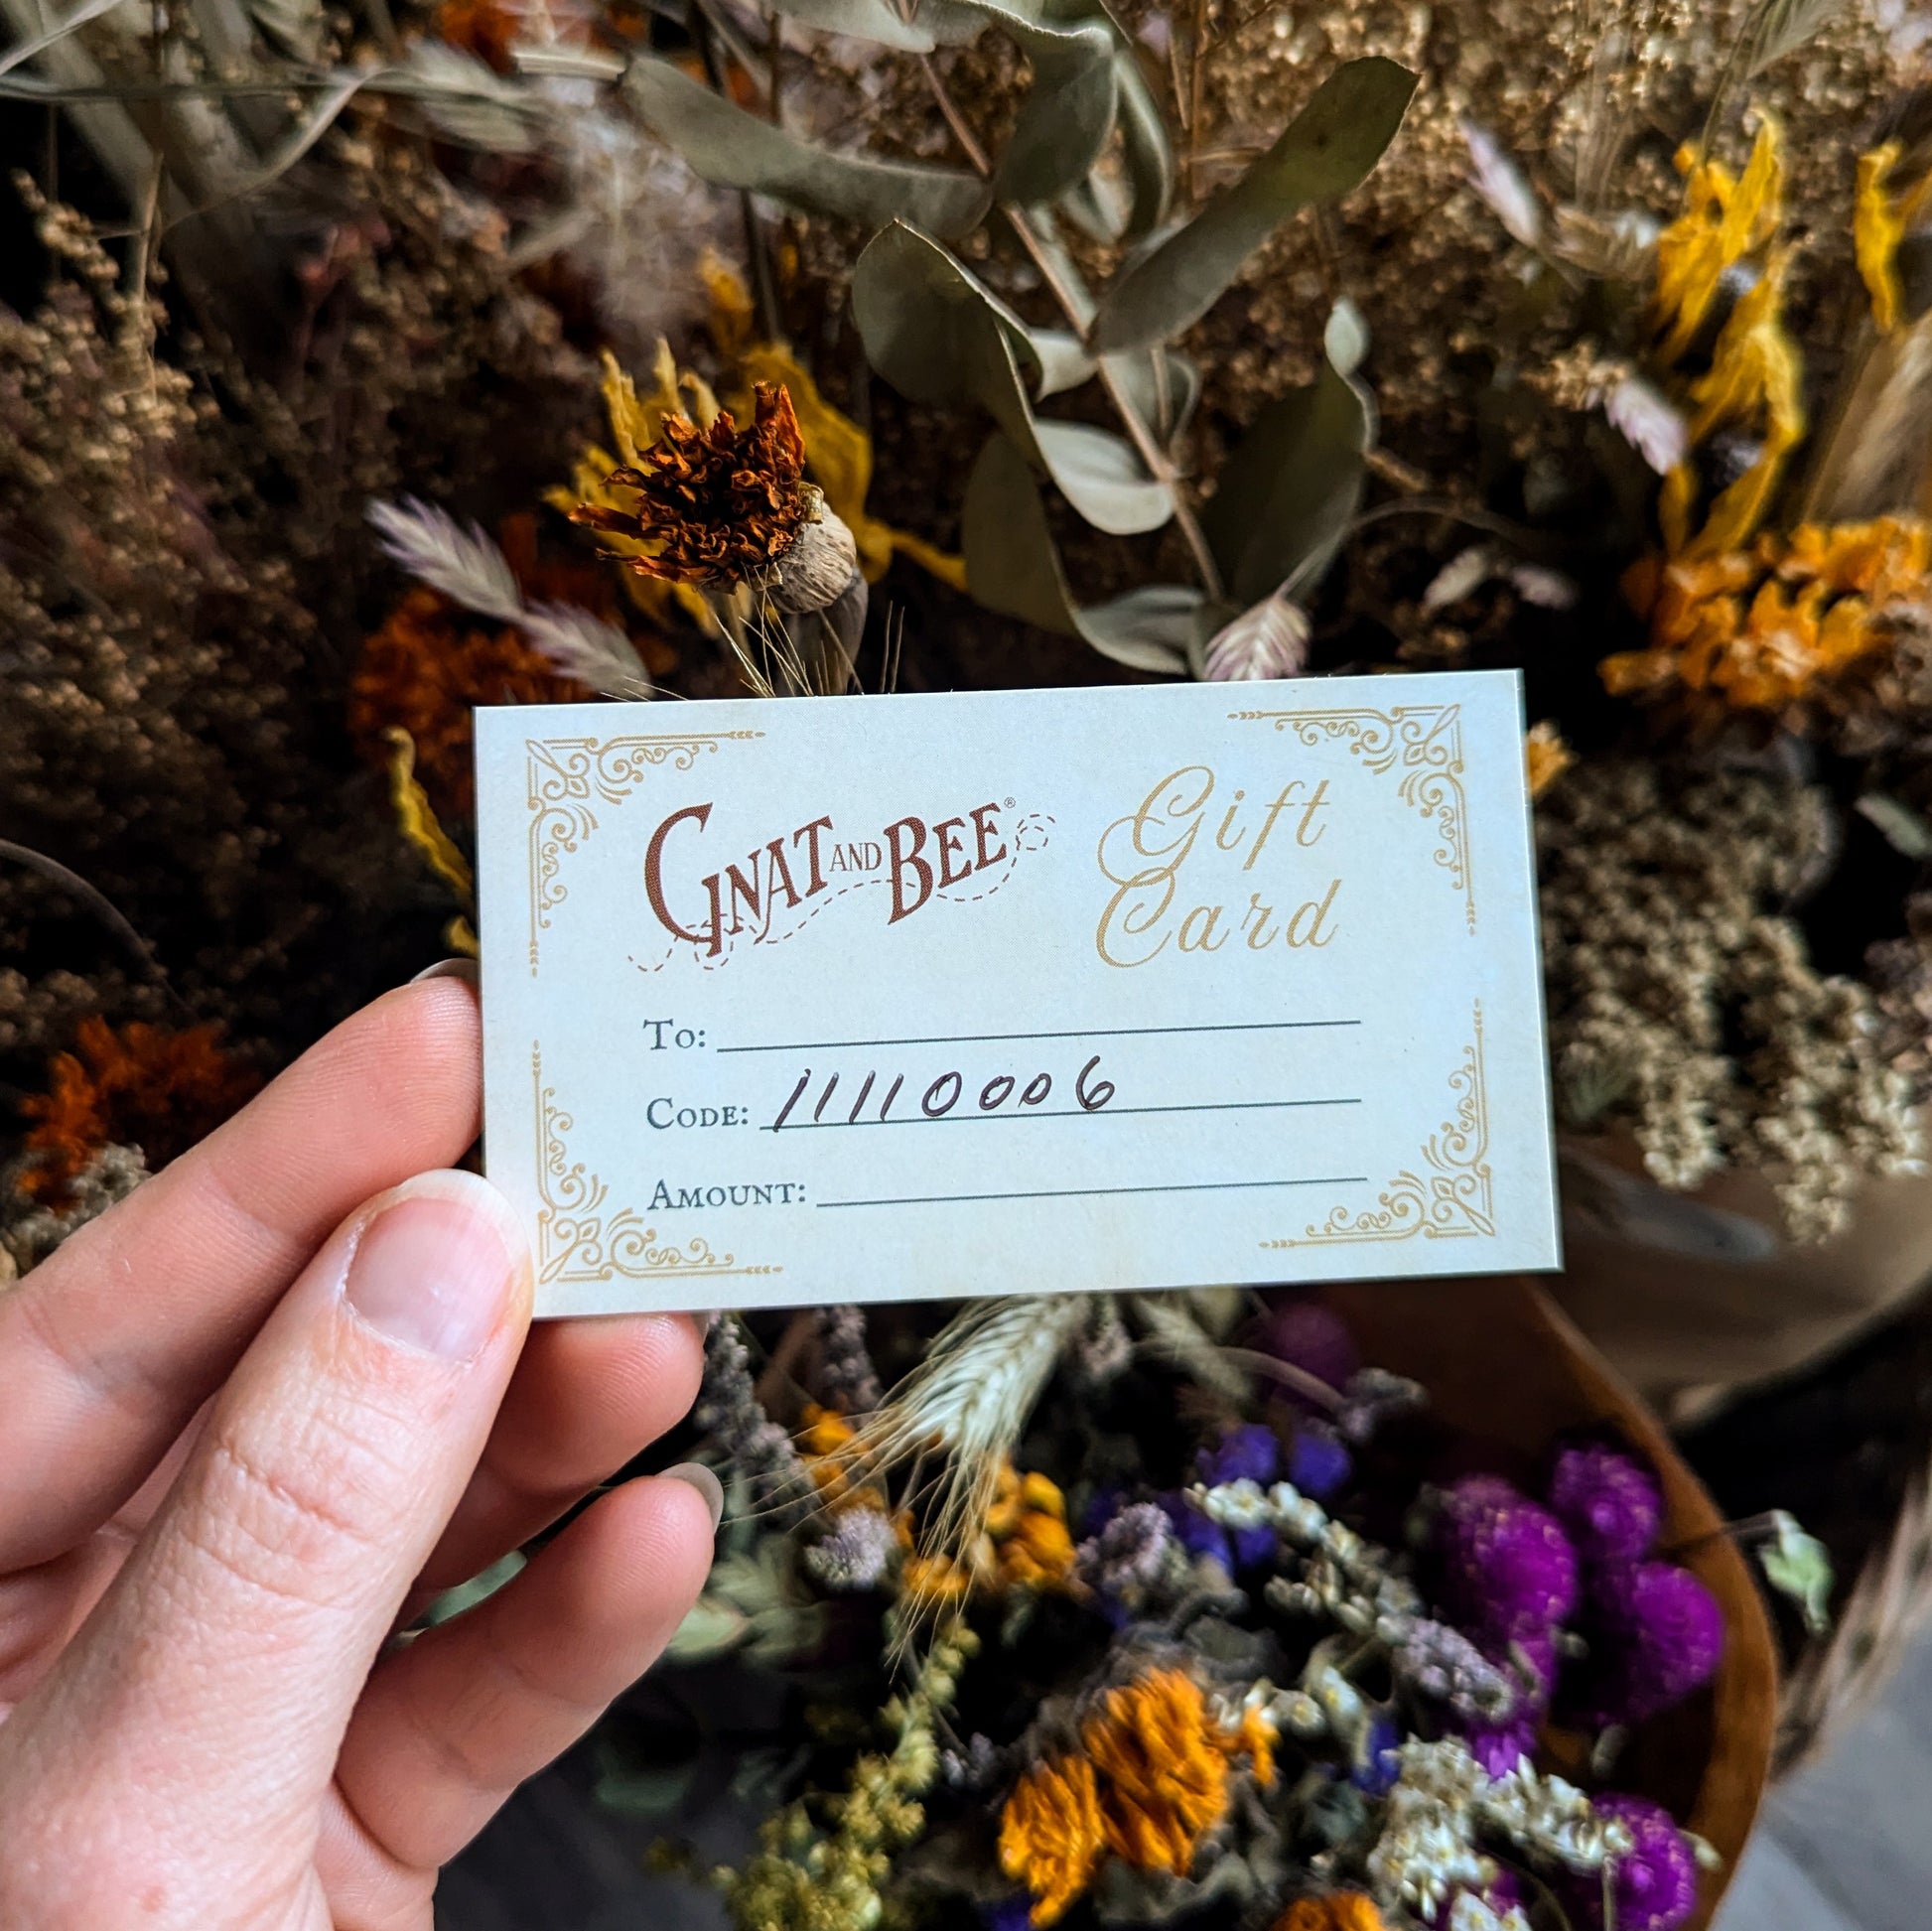 GNAT AND BEE® Gift
Card
TO:
CODE: 11110006
AMOUNT: